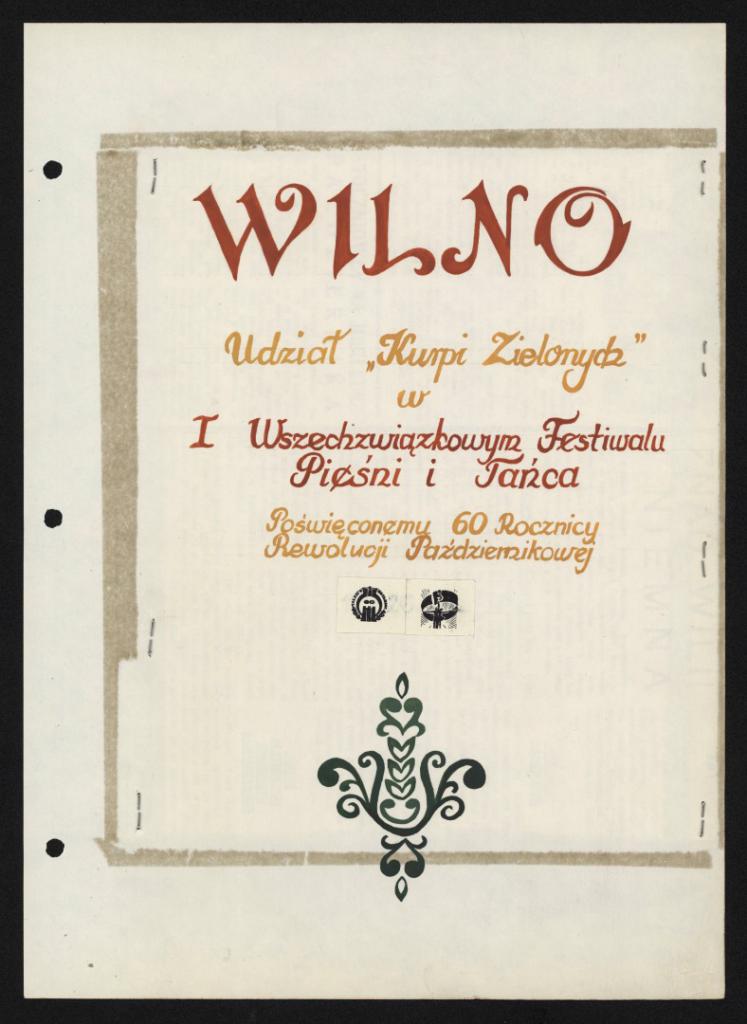 WILNO
Udział „Kurpi Zielonych”
w
I Wszechzwiązkowym Festiwalu
Pieśni i Tańca
Poświęconemu 60 Rocznicy
Rewolucji Październikowej